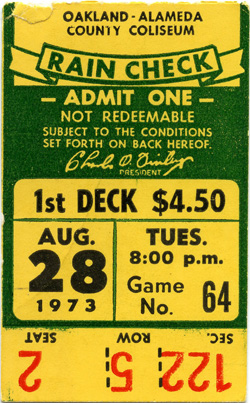 OAKLAND - ALAMEDA
COUNTY COLISEUM
RAIN CHECK
— ADMIT ONE —
NOT REDEEMABLE
SUBJECT TO THE CONDITIONS
SET FORTH ON BACK HEREOF.
Charles O. Finley
PRESIDENT
1st DECK $4.50
AUG.
28
1973
TUES.
8:00 p.m.
Game
No. 64
SEC. ROW SEAT
122 5 2